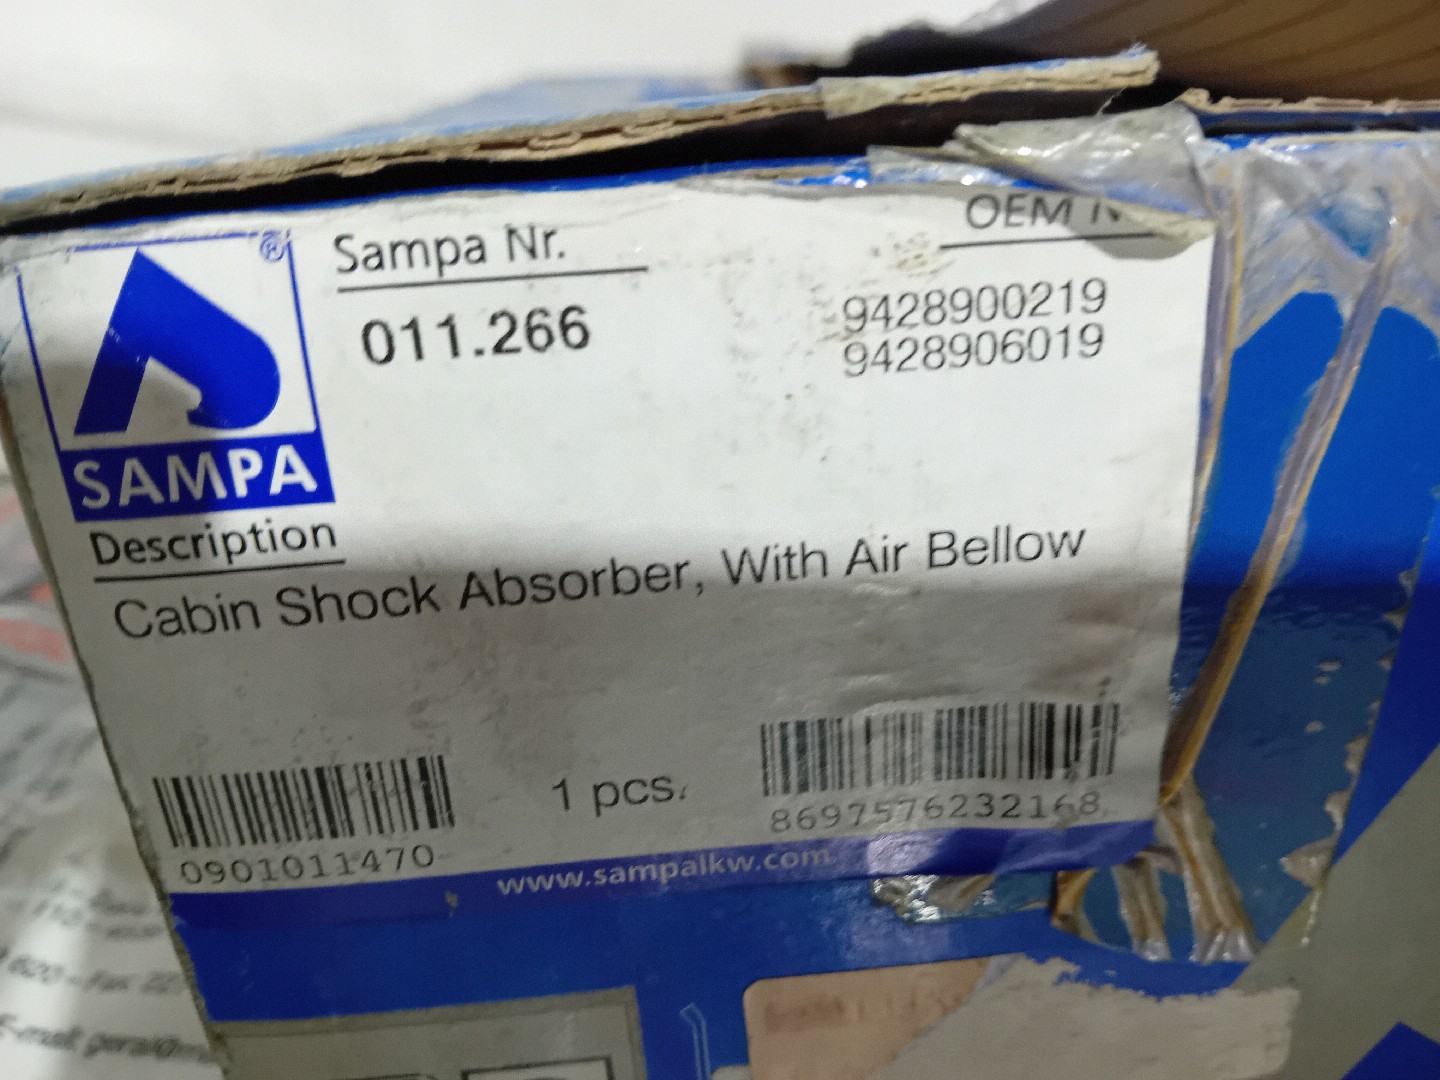 ®
SAMPA
Sampa Nr.
011.266
OEM
9428900219
9428906019
Description
Cabin Shock Absorber, With Air Bellow
0901011470
1 pcs.
8697576232168
www.sampalkw.com